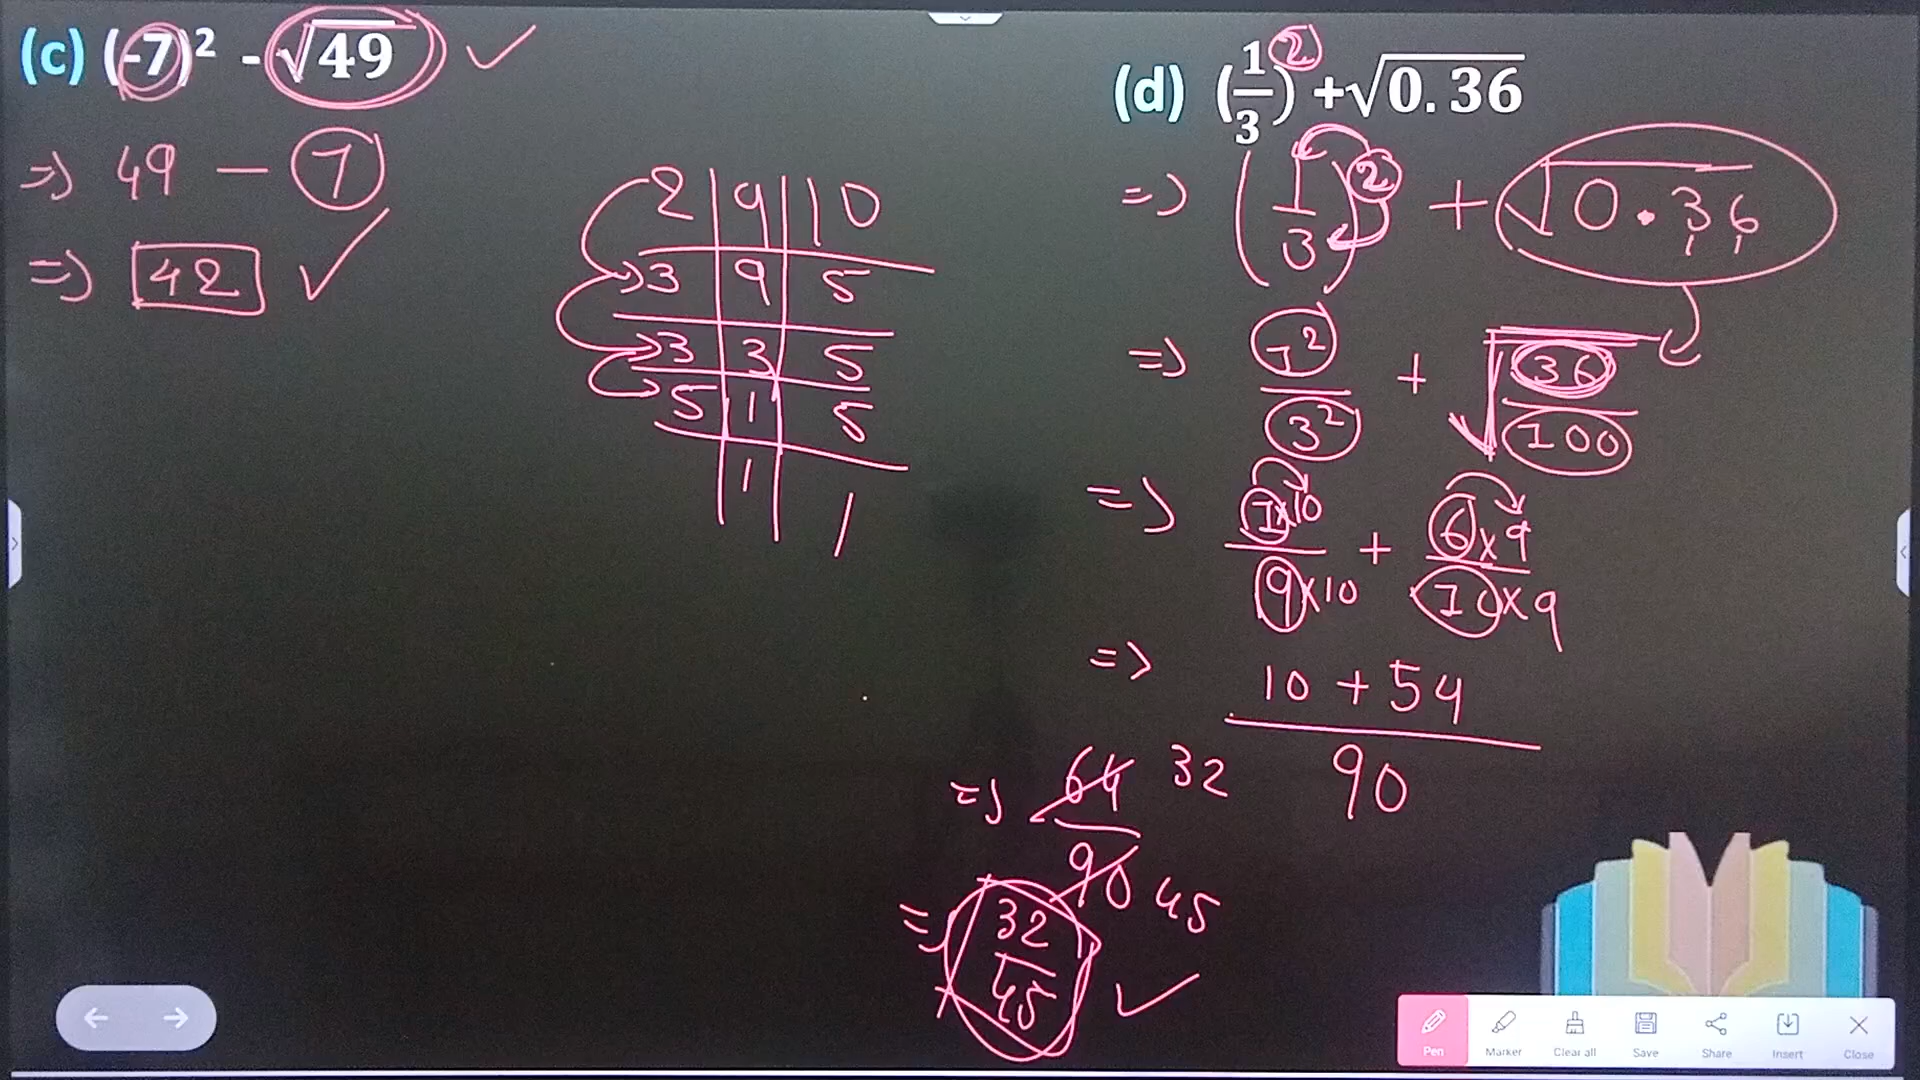 (c) (-7)² - √49
=> 49 - 7
=> 42
2 | 9 | 10
3 | 9 | 5
3 | 3 | 5
5 | 1 | 5
1 | 1
(d) (1/3)² + √0.36
=> (1/3)² + √0.36
=> 1²/3² + √36/100
=> 1×10/9×10 + 6×9/10×9
=> 10 + 54/90
=> 64/90 32 45
=> 32/45
Pen Marker Clear all Save Share Insert Close